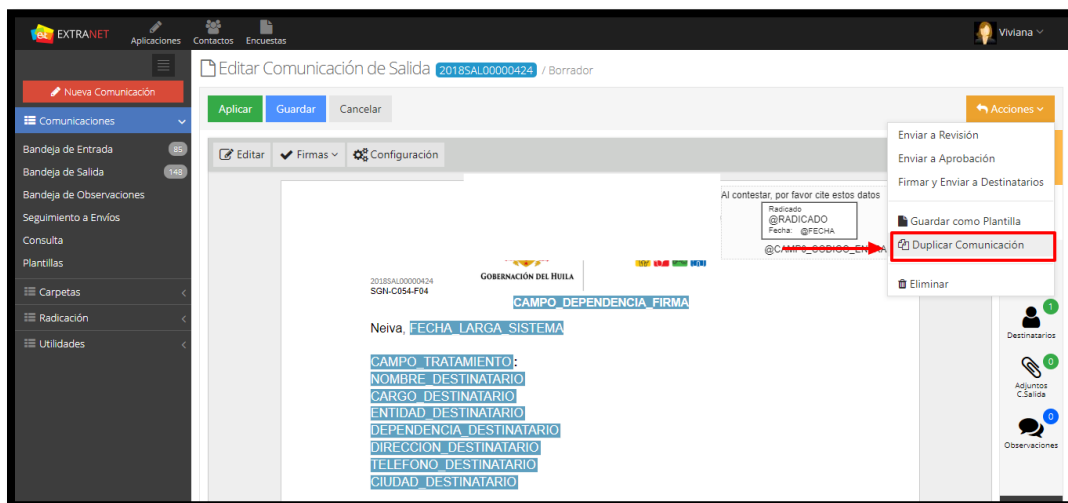 EXTRANET
Aplicaciones
Contactos
Encuestas
Viviana
Nueva Comunicación
Comunicaciones
Bandeja de Entrada 85
Bandeja de Salida 148
Bandeja de Observaciones
Seguimiento a Envíos
Consulta
Plantillas
Carpetas
Radicación
Utilidades
Editar Comunicación de Salida 2018SAL00000424 / Borrador
Aplicar Guardar Cancelar
Acciones
Enviar a Revisión
Enviar a Aprobación
Firmar y Enviar a Destinatarios
Guardar como Plantilla
Duplicar Comunicación
Eliminar
Editar Firmas Configuración
Al contestar, por favor cite estos datos
Radicado
@RADICADO
Fecha: @FECHA
GOBERNACIÓN DEL HUILA
2018SAL00000424
SGN-C054-F04
CAMPO_DEPENDENCIA_FIRMA
Neiva, FECHA_LARGA_SISTEMA
CAMPO_TRATAMIENTO:
NOMBRE_DESTINATARIO
CARGO_DESTINATARIO
ENTIDAD_DESTINATARIO
DEPENDENCIA_DESTINATARIO
DIRECCION_DESTINATARIO
TELEFONO_DESTINATARIO
CIUDAD_DESTINATARIO
1
Destinatarios
0
Adjuntos
C.Salida
0
Observaciones